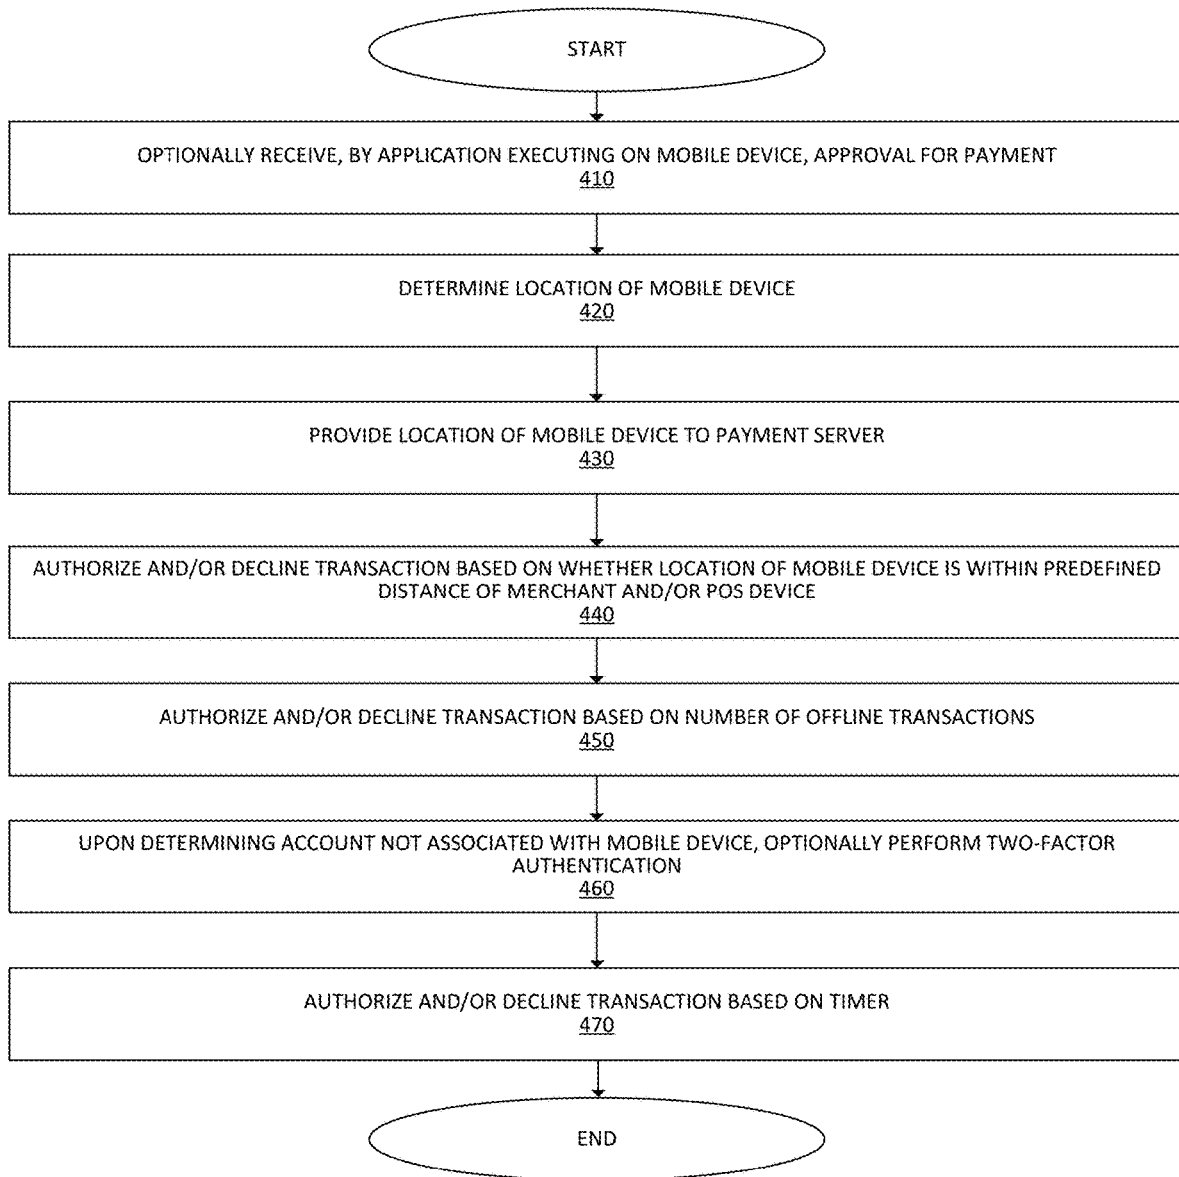 START
OPTIONALLY RECEIVE, BY APPLICATION EXECUTING ON MOBILE DEVICE, APPROVAL FOR PAYMENT
410
DETERMINE LOCATION OF MOBILE DEVICE
420
PROVIDE LOCATION OF MOBILE DEVICE TO PAYMENT SERVER
430
AUTHORIZE AND/OR DECLINE TRANSACTION BASED ON WHETHER LOCATION OF MOBILE DEVICE IS WITHIN PREDEFINED
DISTANCE OF MERCHANT AND/OR POS DEVICE
440
AUTHORIZE AND/OR DECLINE TRANSACTION BASED ON NUMBER OF OFFLINE TRANSACTIONS
450
UPON DETERMINING ACCOUNT NOT ASSOCIATED WITH MOBILE DEVICE, OPTIONALLY PERFORM TWO-FACTOR
AUTHENTICATION
460
AUTHORIZE AND/OR DECLINE TRANSACTION BASED ON TIMER
470
END